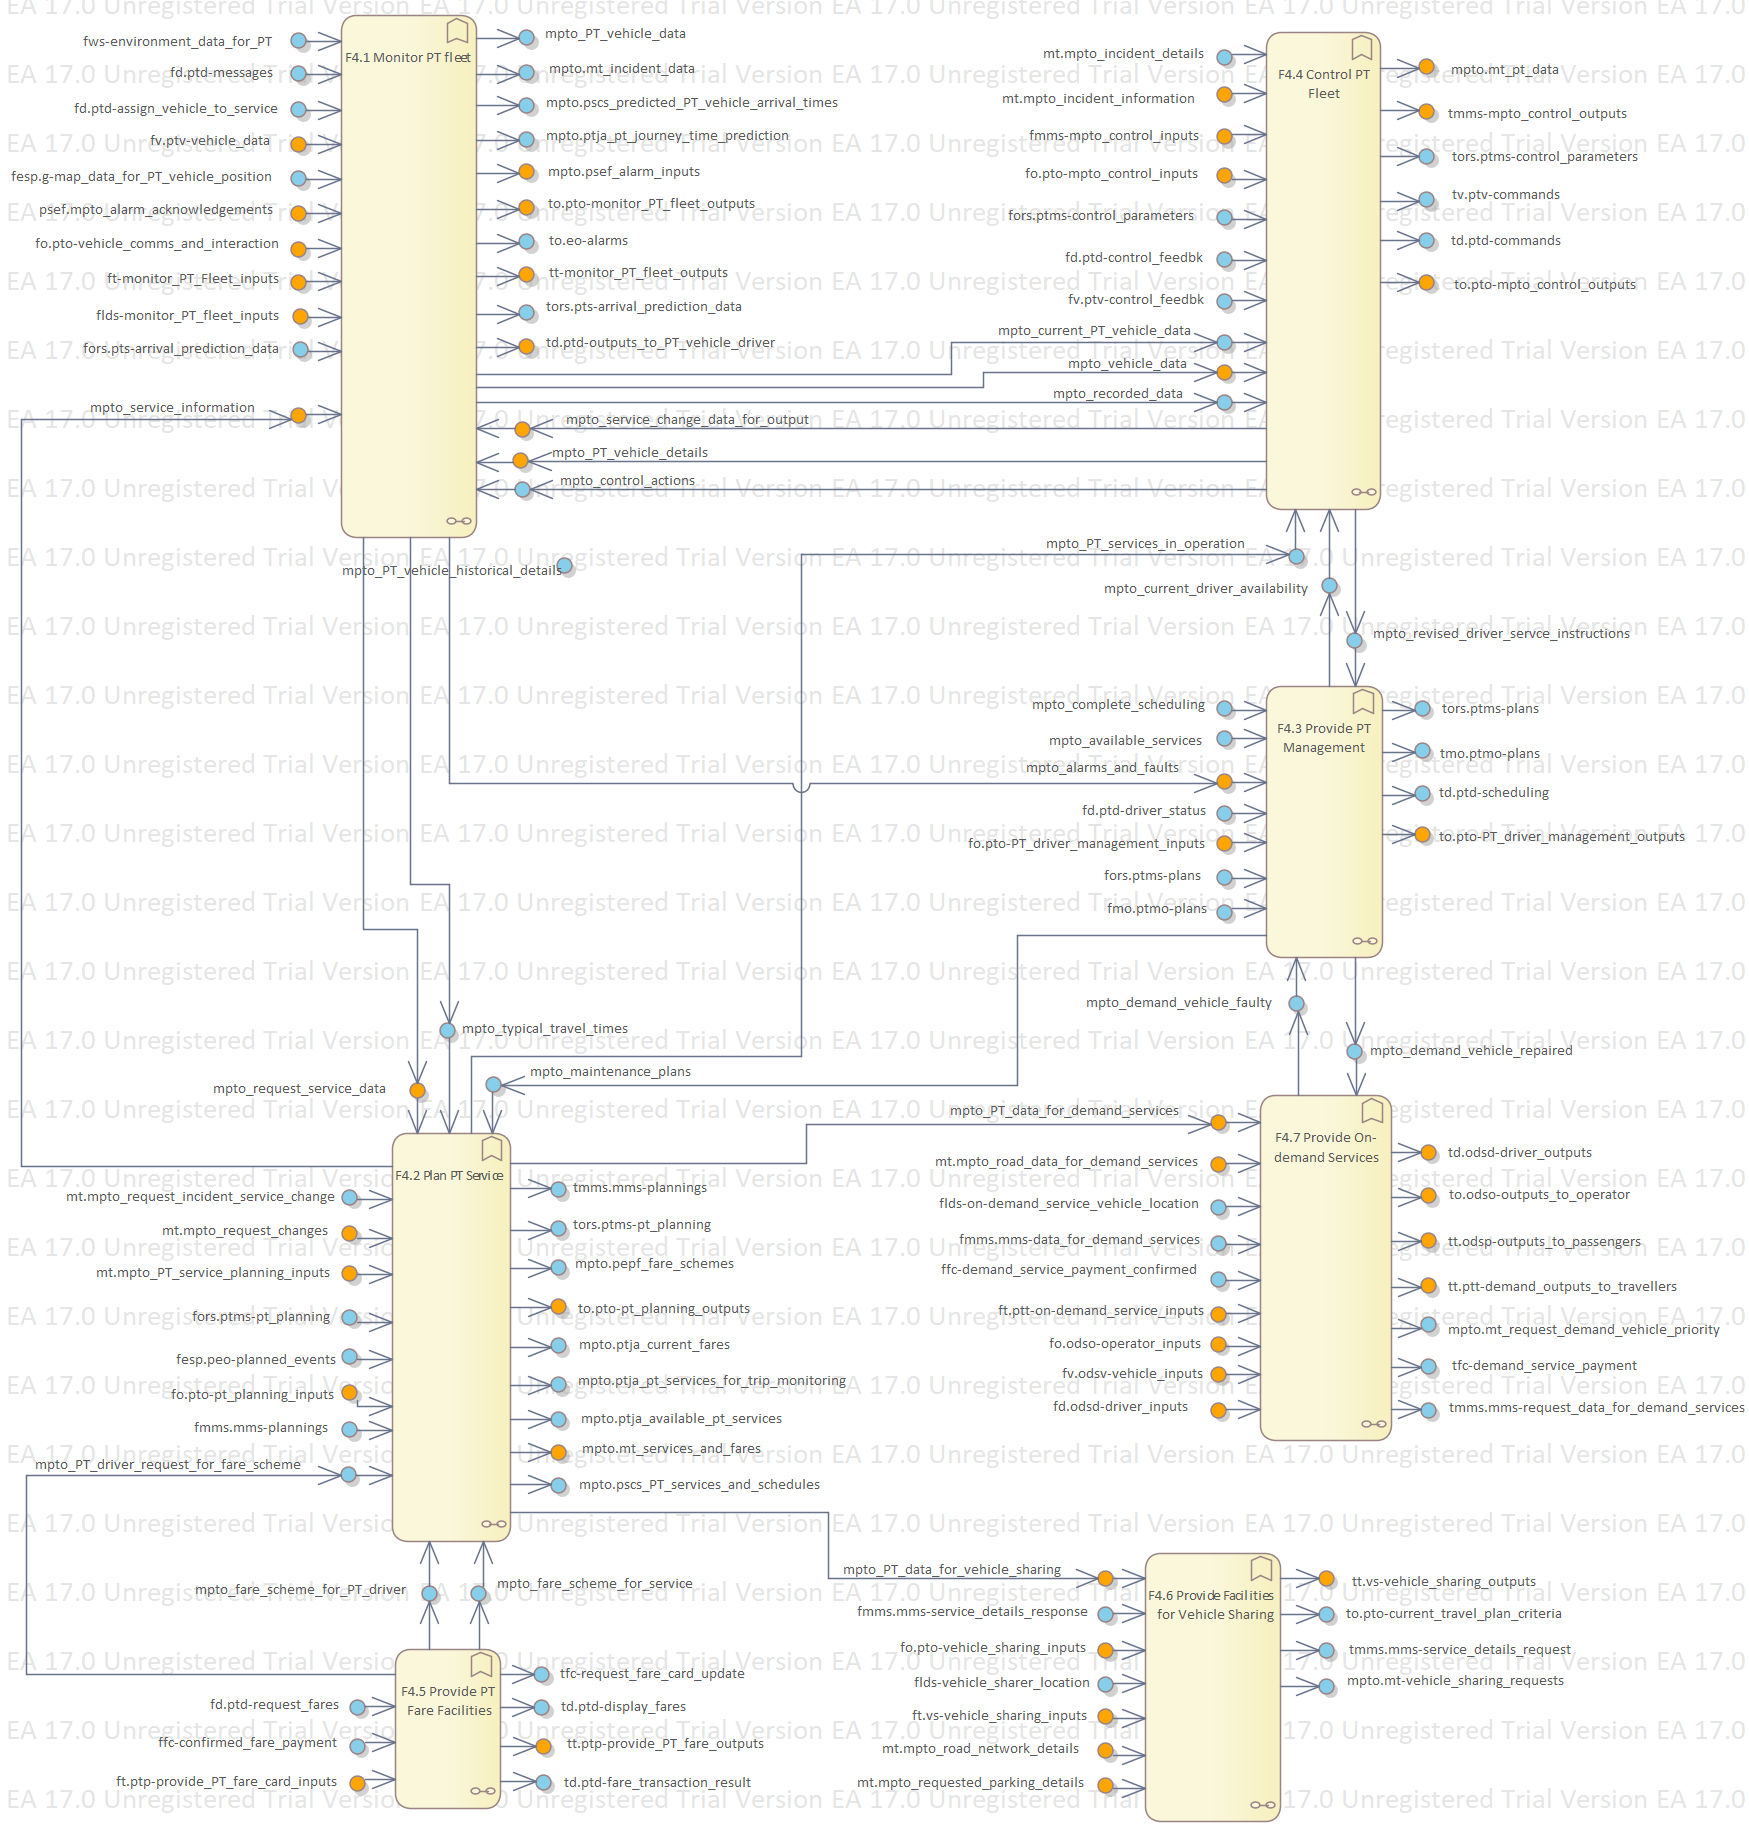 fws-environment_data_for_PT
fd.ptd-messages
fd.ptd-assign_vehicle_to_service
fv.ptv-vehicle_data
fesp.g-map_data_for_PT_vehicle_position
psef.mpto_alarm_acknowledgements
fo.pto-vehicle_comms_and_interaction
ft-monitor_PT_Fleet_inputs
flds-monitor_PT_fleet_inputs
fors.pts-arrival_prediction_data
mpto_service_information
F4.1 Monitor PT fleet
mpto_PT_vehicle_data
mpto.mt_incident_data
mpto.pscs_predicted_PT_vehicle_arrival_times
mpto.ptja_pt_journey_time_prediction
mpto.psef_alarm_inputs
to.pto-monitor_PT_fleet_outputs
to.eo-alarms
tt-monitor_PT_fleet_outputs
tors.pts-arrival_prediction_data
td.ptd-outputs_to_PT_vehicle_driver
mt.mpto_incident_details
mt.mpto_incident_information
fmms-mpto_control_inputs
fo.pto-mpto_control_inputs
fors.ptms-control_parameters
fd.ptd-control_feedbk
fv.ptv-control_feedbk
mpto_current_PT_vehicle_data
mpto_vehicle_data
mpto_recorded_data
mpto_service_change_data_for_output
mpto_PT_vehicle_details
mpto_control_actions
F4.4 Control PT
Fleet
mpto.mt_pt_data
tmms-mpto_control_outputs
tors.ptms-control_parameters
tv.ptv-commands
td.ptd-commands
to.pto-mpto_control_outputs
mpto_PT_vehicle_historical_details
mpto_PT_services_in_operation
mpto_current_driver_availability
mpto_revised_driver_servce_instructions
mpto_complete_scheduling
mpto_available_services
mpto_alarms_and_faults
fd.ptd-driver_status
fo.pto-PT_driver_management_inputs
fors.ptms-plans
fmo.ptmo-plans
F4.3 Provide PT
Management
tors.ptms-plans
tmo.ptmo-plans
td.ptd-scheduling
to.pto-PT_driver_management_outputs
mpto_demand_vehicle_faulty
mpto_demand_vehicle_repaired
mpto_typical_travel_times
mpto_maintenance_plans
mpto_request_service_data
F4.2 Plan PT Service
mt.mpto_request_incident_service_change
mt.mpto_request_changes
mt.mpto_PT_service_planning_inputs
fors.ptms-pt_planning
fesp.peo-planned_events
fo.pto-pt_planning_inputs
fmms.mms-plannings
mpto_PT_driver_request_for_fare_scheme
tmms.mms-plannings
tors.ptms-pt_planning
mpto.pepf_fare_schemes
to.pto-pt_planning_outputs
mpto.ptja_current_fares
mpto.ptja_pt_services_for_trip_monitoring
mpto.ptja_available_pt_services
mpto.mt_services_and_fares
mpto.pscs_PT_services_and_schedules
mpto_PT_data_for_demand_services
mt.mpto_road_data_for_demand_services
flds-on-demand_service_vehicle_location
fmms.mms-data_for_demand_services
ffc-demand_service_payment_confirmed
ft.ptt-on-demand_service_inputs
fo.odso-operator_inputs
fv.odsv-vehicle_inputs
fd.odsd-driver_inputs
F4.7 Provide On-
demand Services
td.odsd-driver_outputs
to.odso-outputs_to_operator
tt.odsp-outputs_to_passengers
tt.ptt-demand_outputs_to_travellers
mpto.mt_request_demand_vehicle_priority
tfc-demand_service_payment
tmms.mms-request_data_for_demand_services
mpto_fare_scheme_for_PT_driver
mpto_fare_scheme_for_service
F4.5 Provide PT
Fare Facilities
fd.ptd-request_fares
ffc-confirmed_fare_payment
ft.ptp-provide_PT_fare_card_inputs
tfc-request_fare_card_update
td.ptd-display_fares
tt.ptp-provide_PT_fare_outputs
td.ptd-fare_transaction_result
mpto_PT_data_for_vehicle_sharing
fmms.mms-service_details_response
fo.pto-vehicle_sharing_inputs
flds-vehicle_sharer_location
ft.vs-vehicle_sharing_inputs
mt.mpto_road_network_details
mt.mpto_requested_parking_details
F4.6 Provide Facilities
for Vehicle Sharing
tt.vs-vehicle_sharing_outputs
to.pto-current_travel_plan_criteria
tmms.mms-service_details_request
mpto.mt-vehicle_sharing_requests
EA 17.0 Unregistered Trial Version EA 17.0 Unregistered Trial Version EA 17.0 Unregistered Trial Version EA 17.0 Unregistered Trial Version EA 17.0